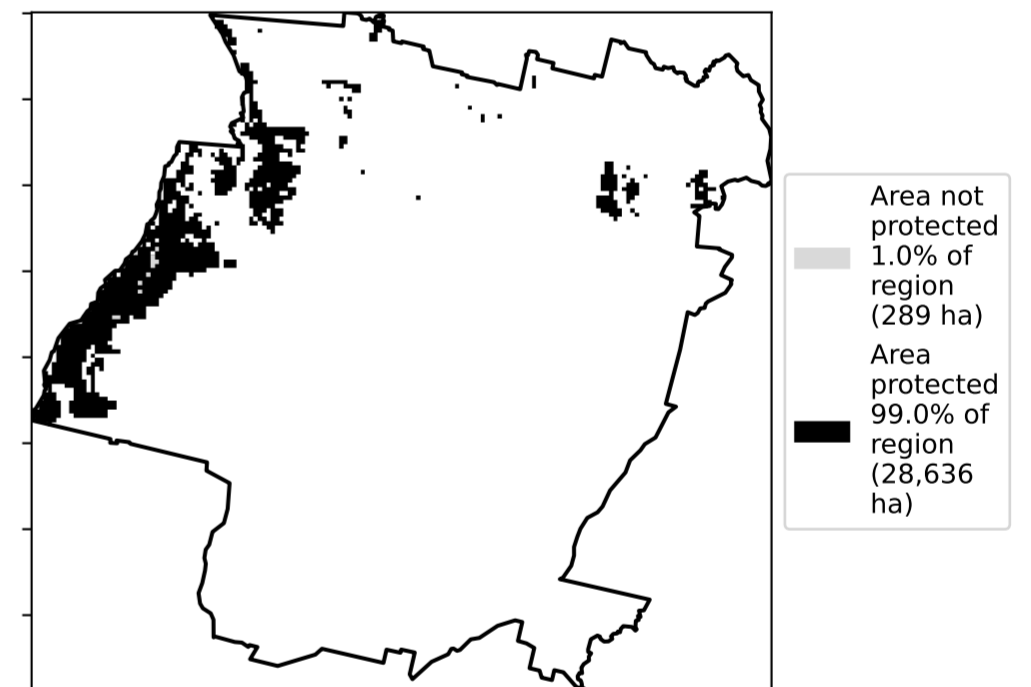 Area not
protected
1.0% of
region
(289 ha)
Area
protected
99.0% of
region
(28,636
ha)